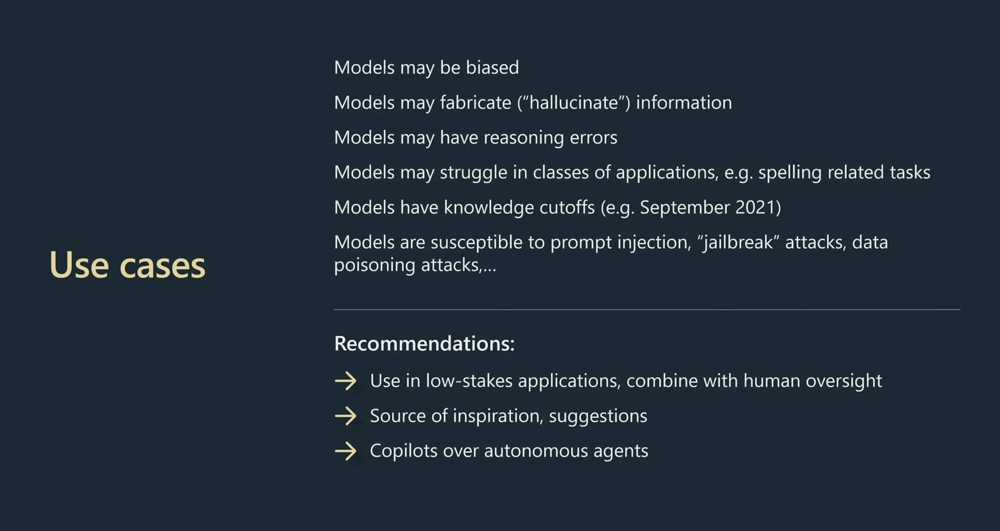 Use cases
Models may be biased
Models may fabricate (“hallucinate”) information
Models may have reasoning errors
Models may struggle in classes of applications, e.g. spelling related tasks
Models have knowledge cutoffs (e.g. September 2021)
Models are susceptible to prompt injection, “jailbreak” attacks, data
poisoning attacks,...
Recommendations:
→ Use in low-stakes applications, combine with human oversight
→ Source of inspiration, suggestions
→ Copilots over autonomous agents